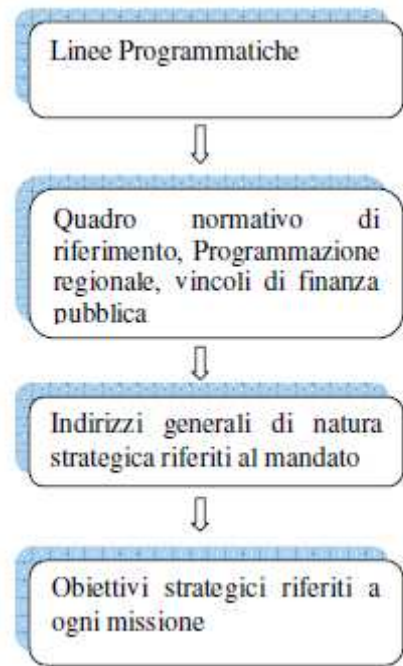 Linee Programmatiche
Quadro normativo di
riferimento, Programmazione
regionale, vincoli di finanza
pubblica
Indirizzi generali di natura
strategica riferiti al mandato
Obiettivi strategici riferiti a
ogni missione